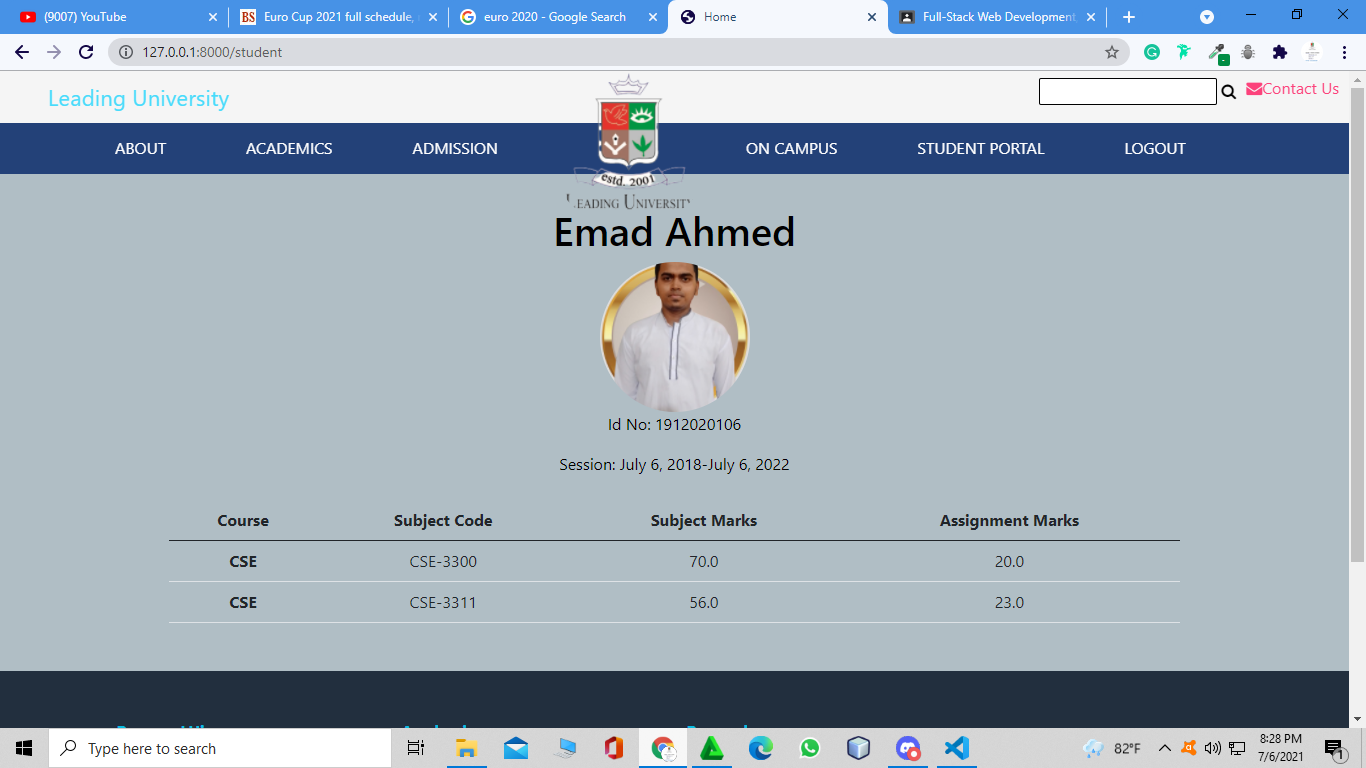 (9007) YouTube
Euro Cup 2021 full schedule,
euro 2020 - Google Search
Home
Full-Stack Web Development
127.0.0.1:8000/student
Leading University
Contact Us
ABOUT
ACADEMICS
ADMISSION
ON CAMPUS
STUDENT PORTAL
LOGOUT
estd. 2001
LEADING UNIVERSIT
Emad Ahmed
Id No: 1912020106
Session: July 6, 2018-July 6, 2022
Course Subject Code Subject Marks Assignment Marks
CSE CSE-3300 70.0 20.0
CSE CSE-3311 56.0 23.0
Type here to search
82°F
8:28 PM
7/6/2021
1